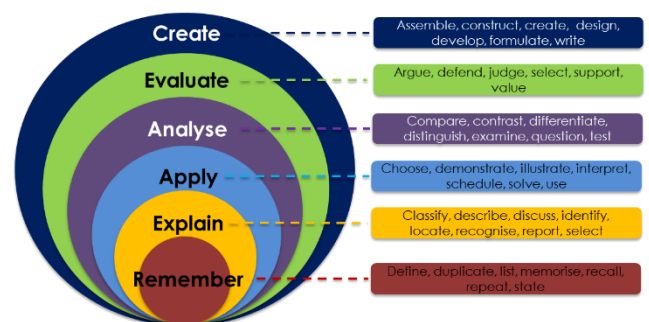 Create
Assemble, construct, create, design,
develop, formulate, write
Evaluate
Argue, defend, judge, select, support,
value
Analyse
Compare, contrast, differentiate,
distinguish, examine, question, test
Apply
Choose, demonstrate, illustrate, interpret,
schedule, solve, use
Explain
Classify, describe, discuss, identify,
locate, recognise, report, select
Remember
Define, duplicate, list, memorise, recall,
repeat, state